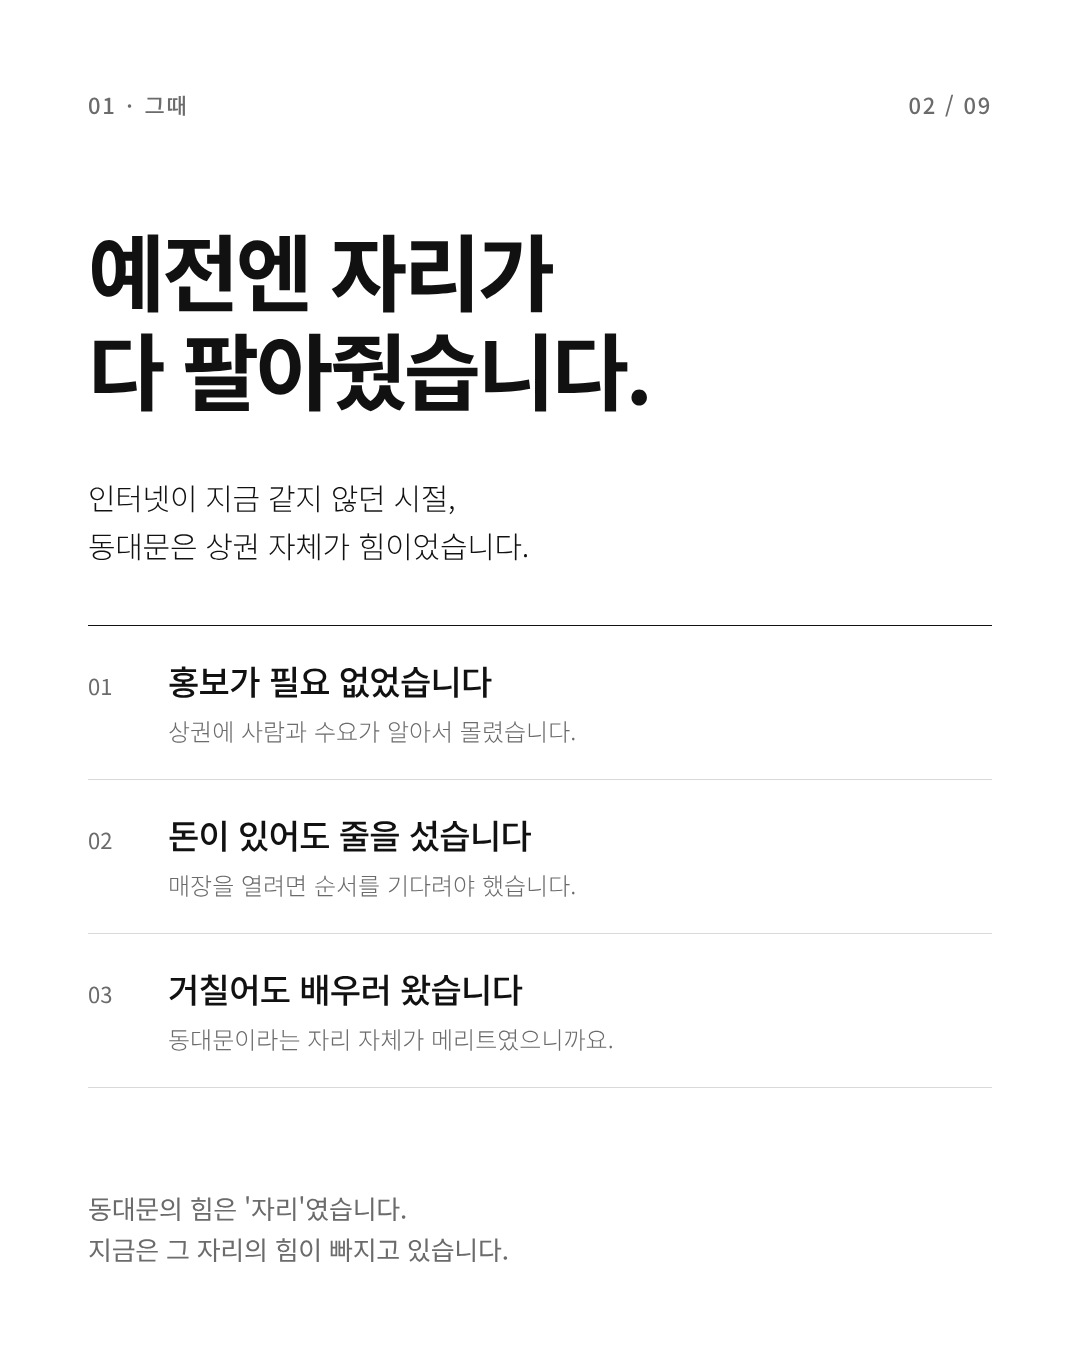 01 · 그때
02 / 09
예전엔 자리가
다 팔아줬습니다.
인터넷이 지금 같지 않던 시절,
동대문은 상권 자체가 힘이었습니다.
01
홍보가 필요 없었습니다
상권에 사람과 수요가 알아서 몰렸습니다.
02
돈이 있어도 줄을 섰습니다
매장을 열려면 순서를 기다려야 했습니다.
03
거칠어도 배우러 왔습니다
동대문이라는 자리 자체가 메리트였으니까요.
동대문의 힘은 '자리'였습니다.
지금은 그 자리의 힘이 빠지고 있습니다.